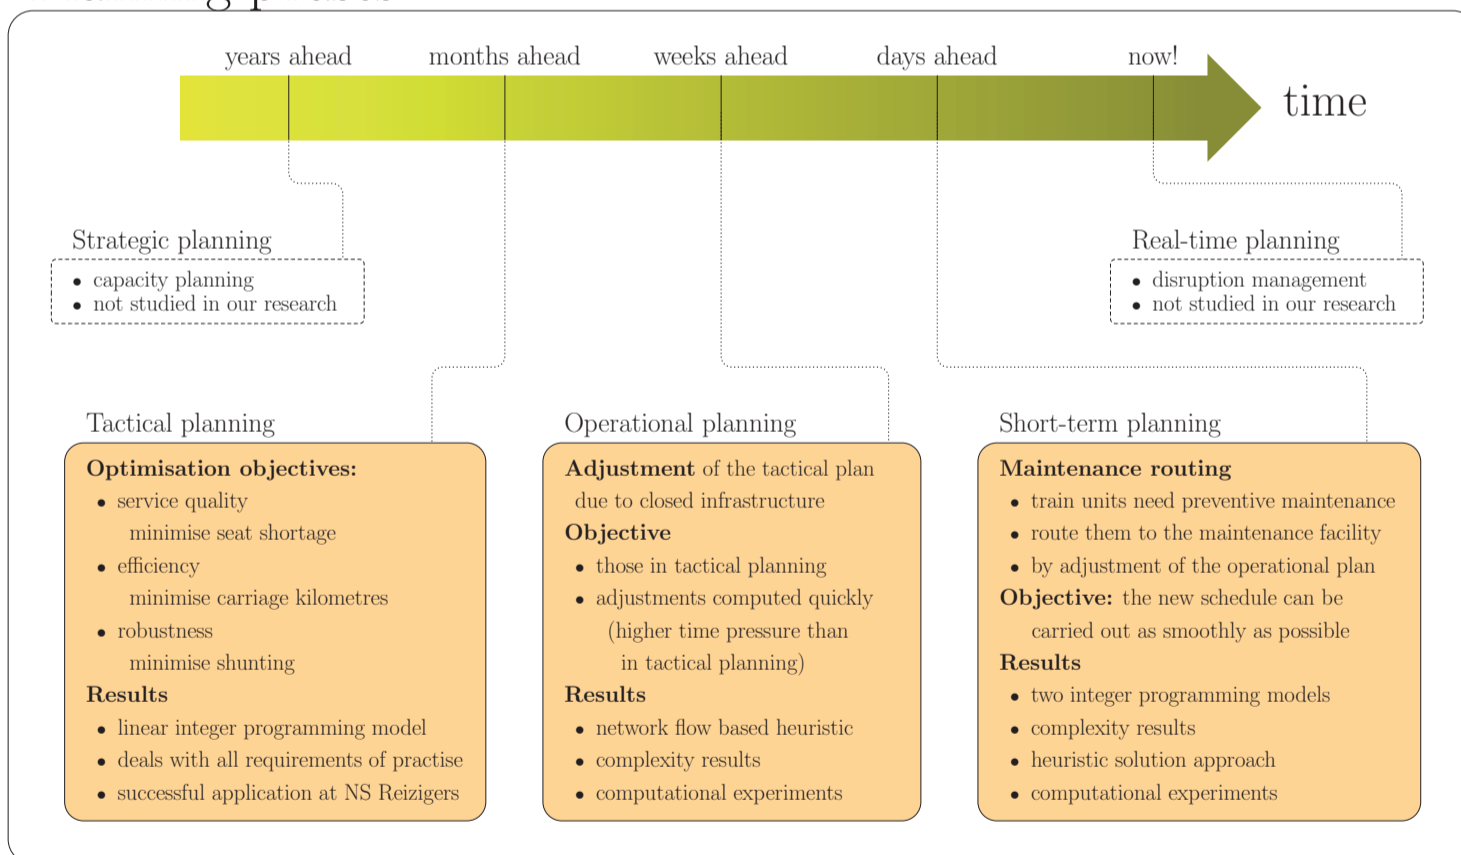 years ahead
months ahead
weeks ahead
days ahead
now!
time
Strategic planning
• capacity planning
• not studied in our research
Real-time planning
• disruption management
• not studied in our research
Tactical planning
Optimisation objectives:
• service quality
minimise seat shortage
• efficiency
minimise carriage kilometres
• robustness
minimise shunting
Results
• linear integer programming model
• deals with all requirements of practise
• successful application at NS Reizigers
Operational planning
Adjustment of the tactical plan
due to closed infrastructure
Objective
• those in tactical planning
• adjustments computed quickly
(higher time pressure than
in tactical planning)
Results
• network flow based heuristic
• complexity results
• computational experiments
Short-term planning
Maintenance routing
• train units need preventive maintenance
• route them to the maintenance facility
• by adjustment of the operational plan
Objective: the new schedule can be
carried out as smoothly as possible
Results
• two integer programming models
• complexity results
• heuristic solution approach
• computational experiments